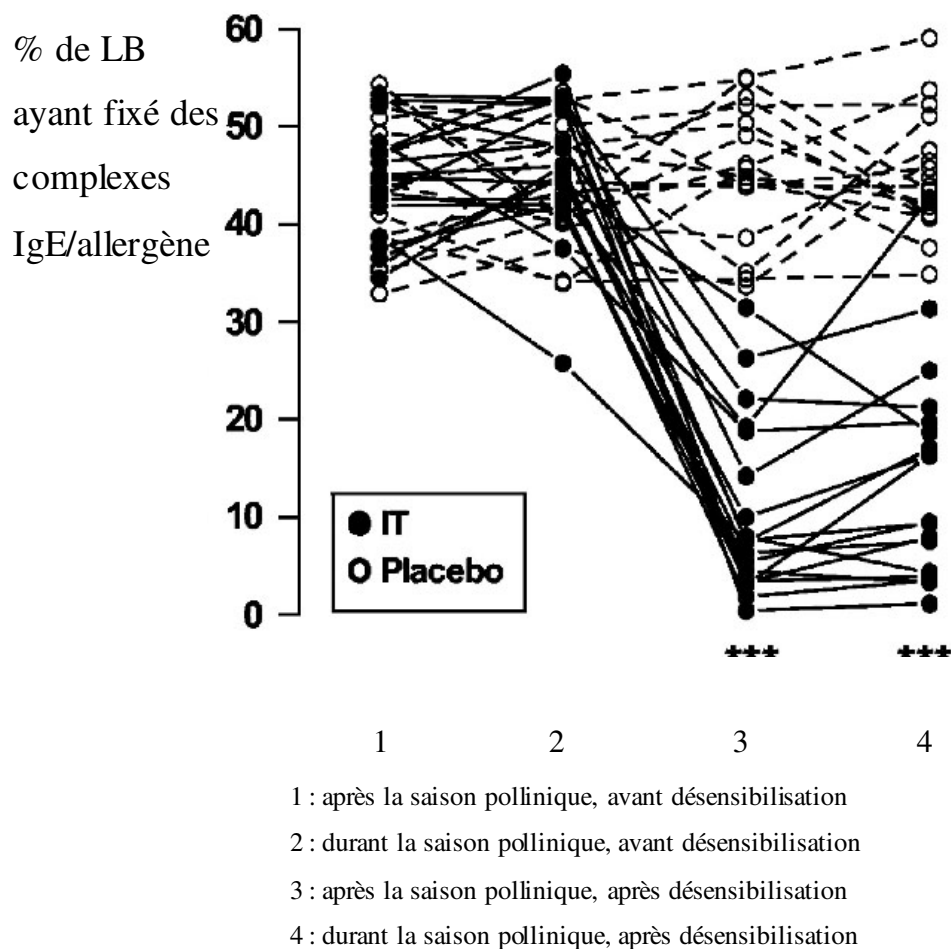 % de LB
ayant fixé des
complexes
IgE/allergène
60
50
40
30
20
10
0
IT
Placebo
*** ***
1 2 3 4
1 : après la saison pollinique, avant désensibilisation
2 : durant la saison pollinique, avant désensibilisation
3 : après la saison pollinique, après désensibilisation
4 : durant la saison pollinique, après désensibilisation